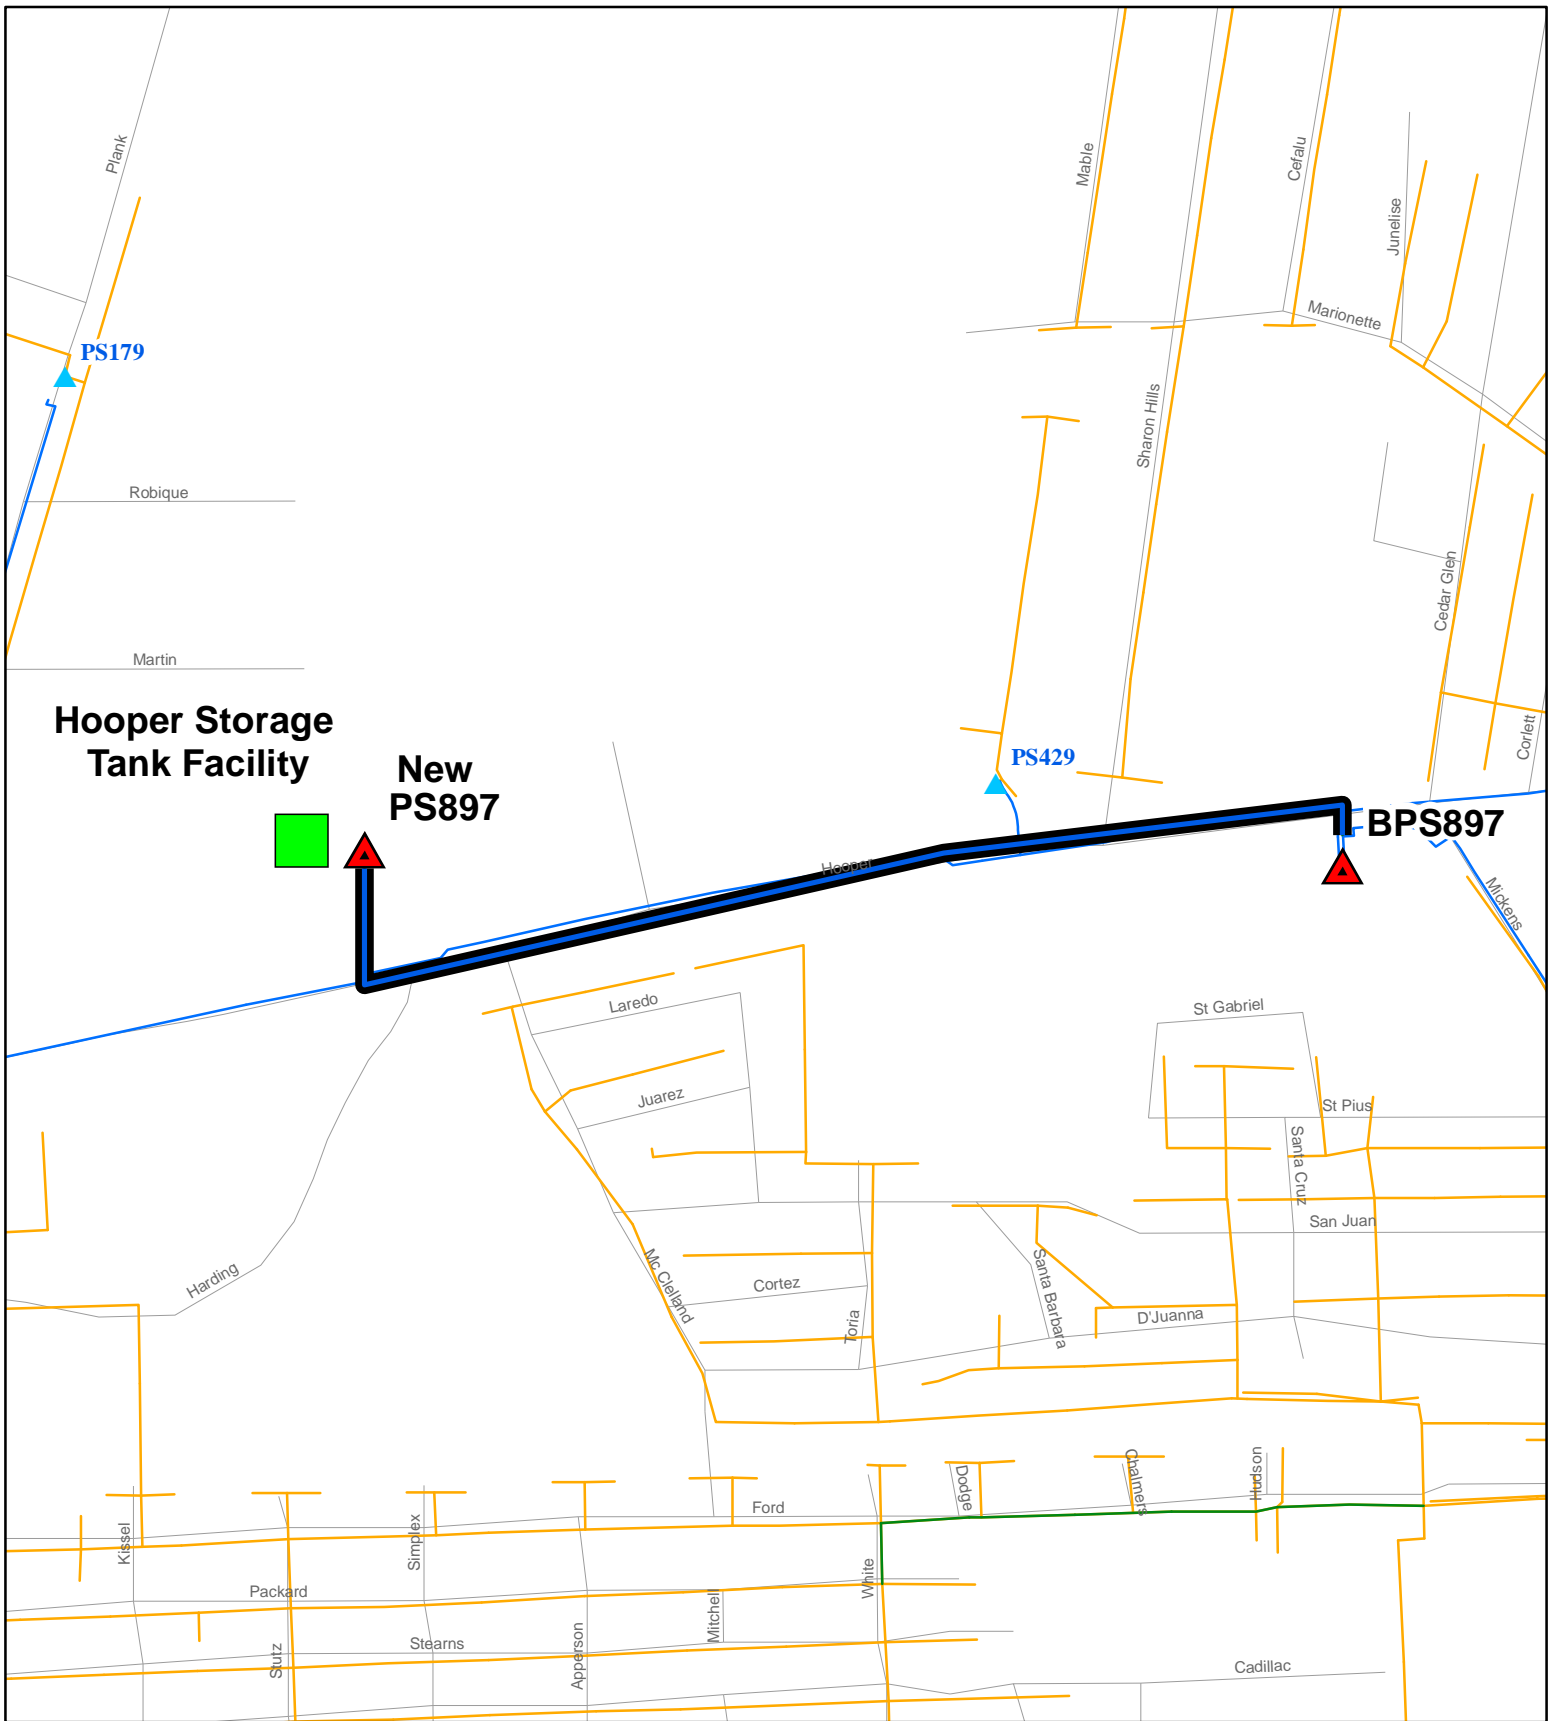 Plank
Mable
Cefalu
Junelise
Marionette
PS179
Sharon Hills
Robique
Cedar Glen
Martin
Hooper Storage
Tank Facility
New
PS897
PS429
Corlett
BPS897
Hooper
Mickens
Laredo
St Gabriel
Juarez
St Pius
Santa Cruz
San Juan
Harding
Mc Clelland
Cortez
Santa Barbara
Toria
D'Juanna
Dodge
Chalmers
Hudson
Ford
Kissel
Simplex
White
Packard
Mitchell
Stearns
Stutz
Apperson
Cadillac